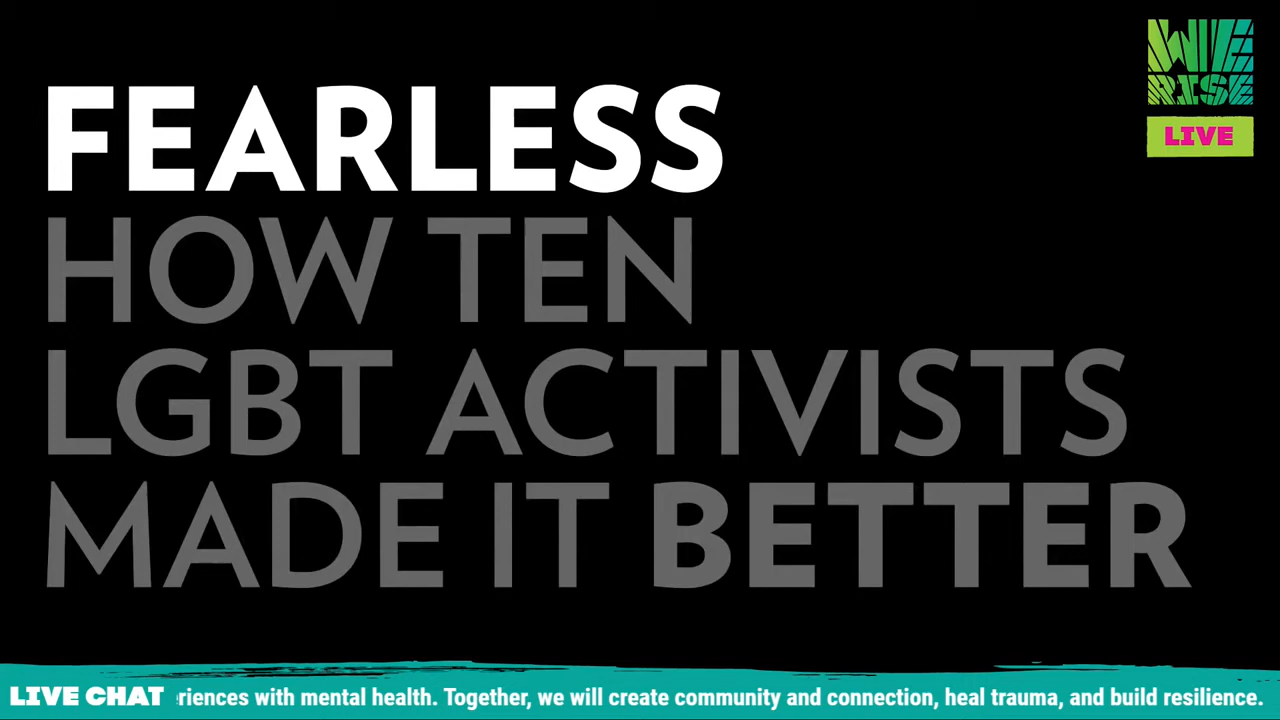 WE
RISE
LIVE
FEARLESS
HOW TEN
LGBT ACTIVISTS
MADE IT BETTER
LIVE CHAT
riences with mental health. Together, we will create community and connection, heal trauma, and build resilience.